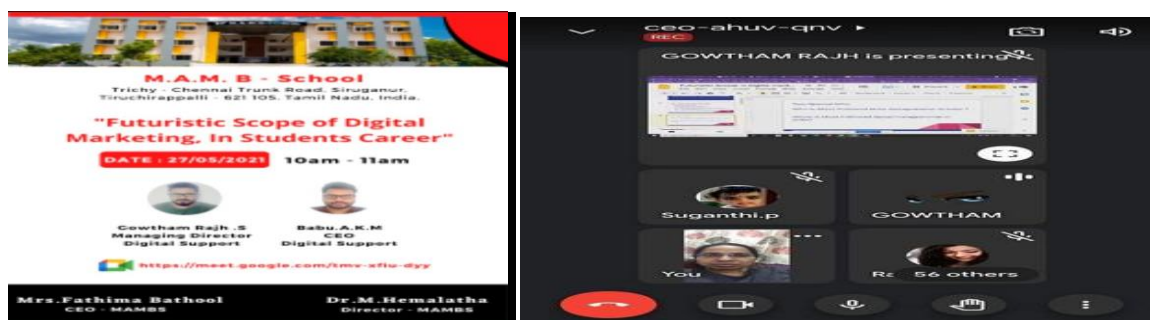 M.A.M. B - School
Trichy - Chennai Trunk Road, Siruganur,
Tiruchirappalli - 621 105, Tamil Nadu, India.
"Futuristic Scope of Digital
Marketing, In Students Career"
DATE : 27/05/2021 10am - 11am
Gowtham Rajh .S
Managing Director
Digital Support
Babu.A.K.M
CEO
Digital Support
https://meet.google.com/tmv-xfiu-dyy
Mrs.Fathima Bathool
CEO - MAMBS
Dr.M.Hemalatha
Director - MAMBS
ceo-ahuv-qnv
REC
GOWTHAM RAJH is presenting
Suganthi.p
GOWTHAM
You
56 others